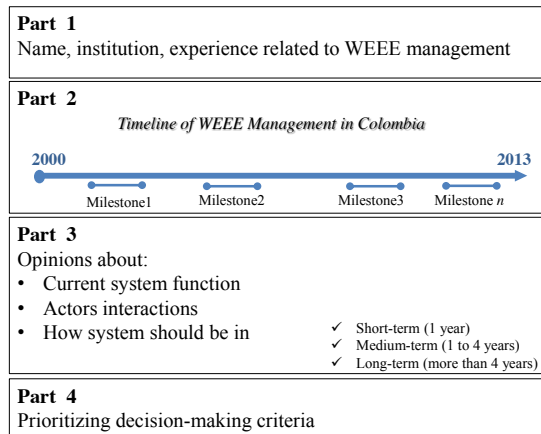 Part 1
Name, institution, experience related to WEEE management
Part 2
Timeline of WEEE Management in Colombia
2000 2013
Milestone1 Milestone2 Milestone3 Milestone n
Part 3
Opinions about:
• Current system function
• Actors interactions
• How system should be in
✓ Short-term (1 year)
✓ Medium-term (1 to 4 years)
✓ Long-term (more than 4 years)
Part 4
Prioritizing decision-making criteria